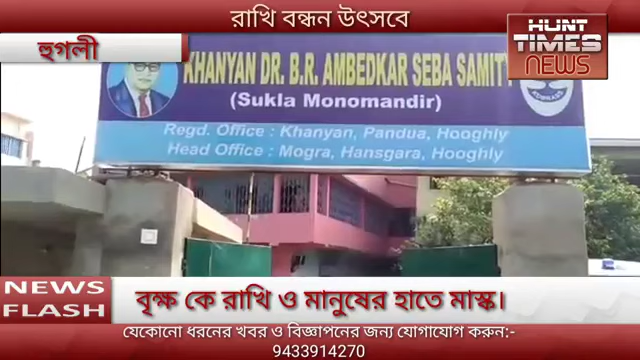 রাখি বন্ধন উৎসবে
হুগলী
HUNT
TIMES
NEWS
KHANYAN DR. B.R. AMBEDKAR SEBA SAMITY
(Sukla Monomandir)
Regd. Office : Khanyan, Pandua, Hooghly
Head Office : Mogra, Hansgara, Hooghly
NEWS
FLASH
বৃক্ষ কে রাখি ও মানুষের হাতে মাস্ক।
যেকোনো ধরনের খবর ও বিজ্ঞাপনের জন্য যোগাযোগ করুন:-
9433914270